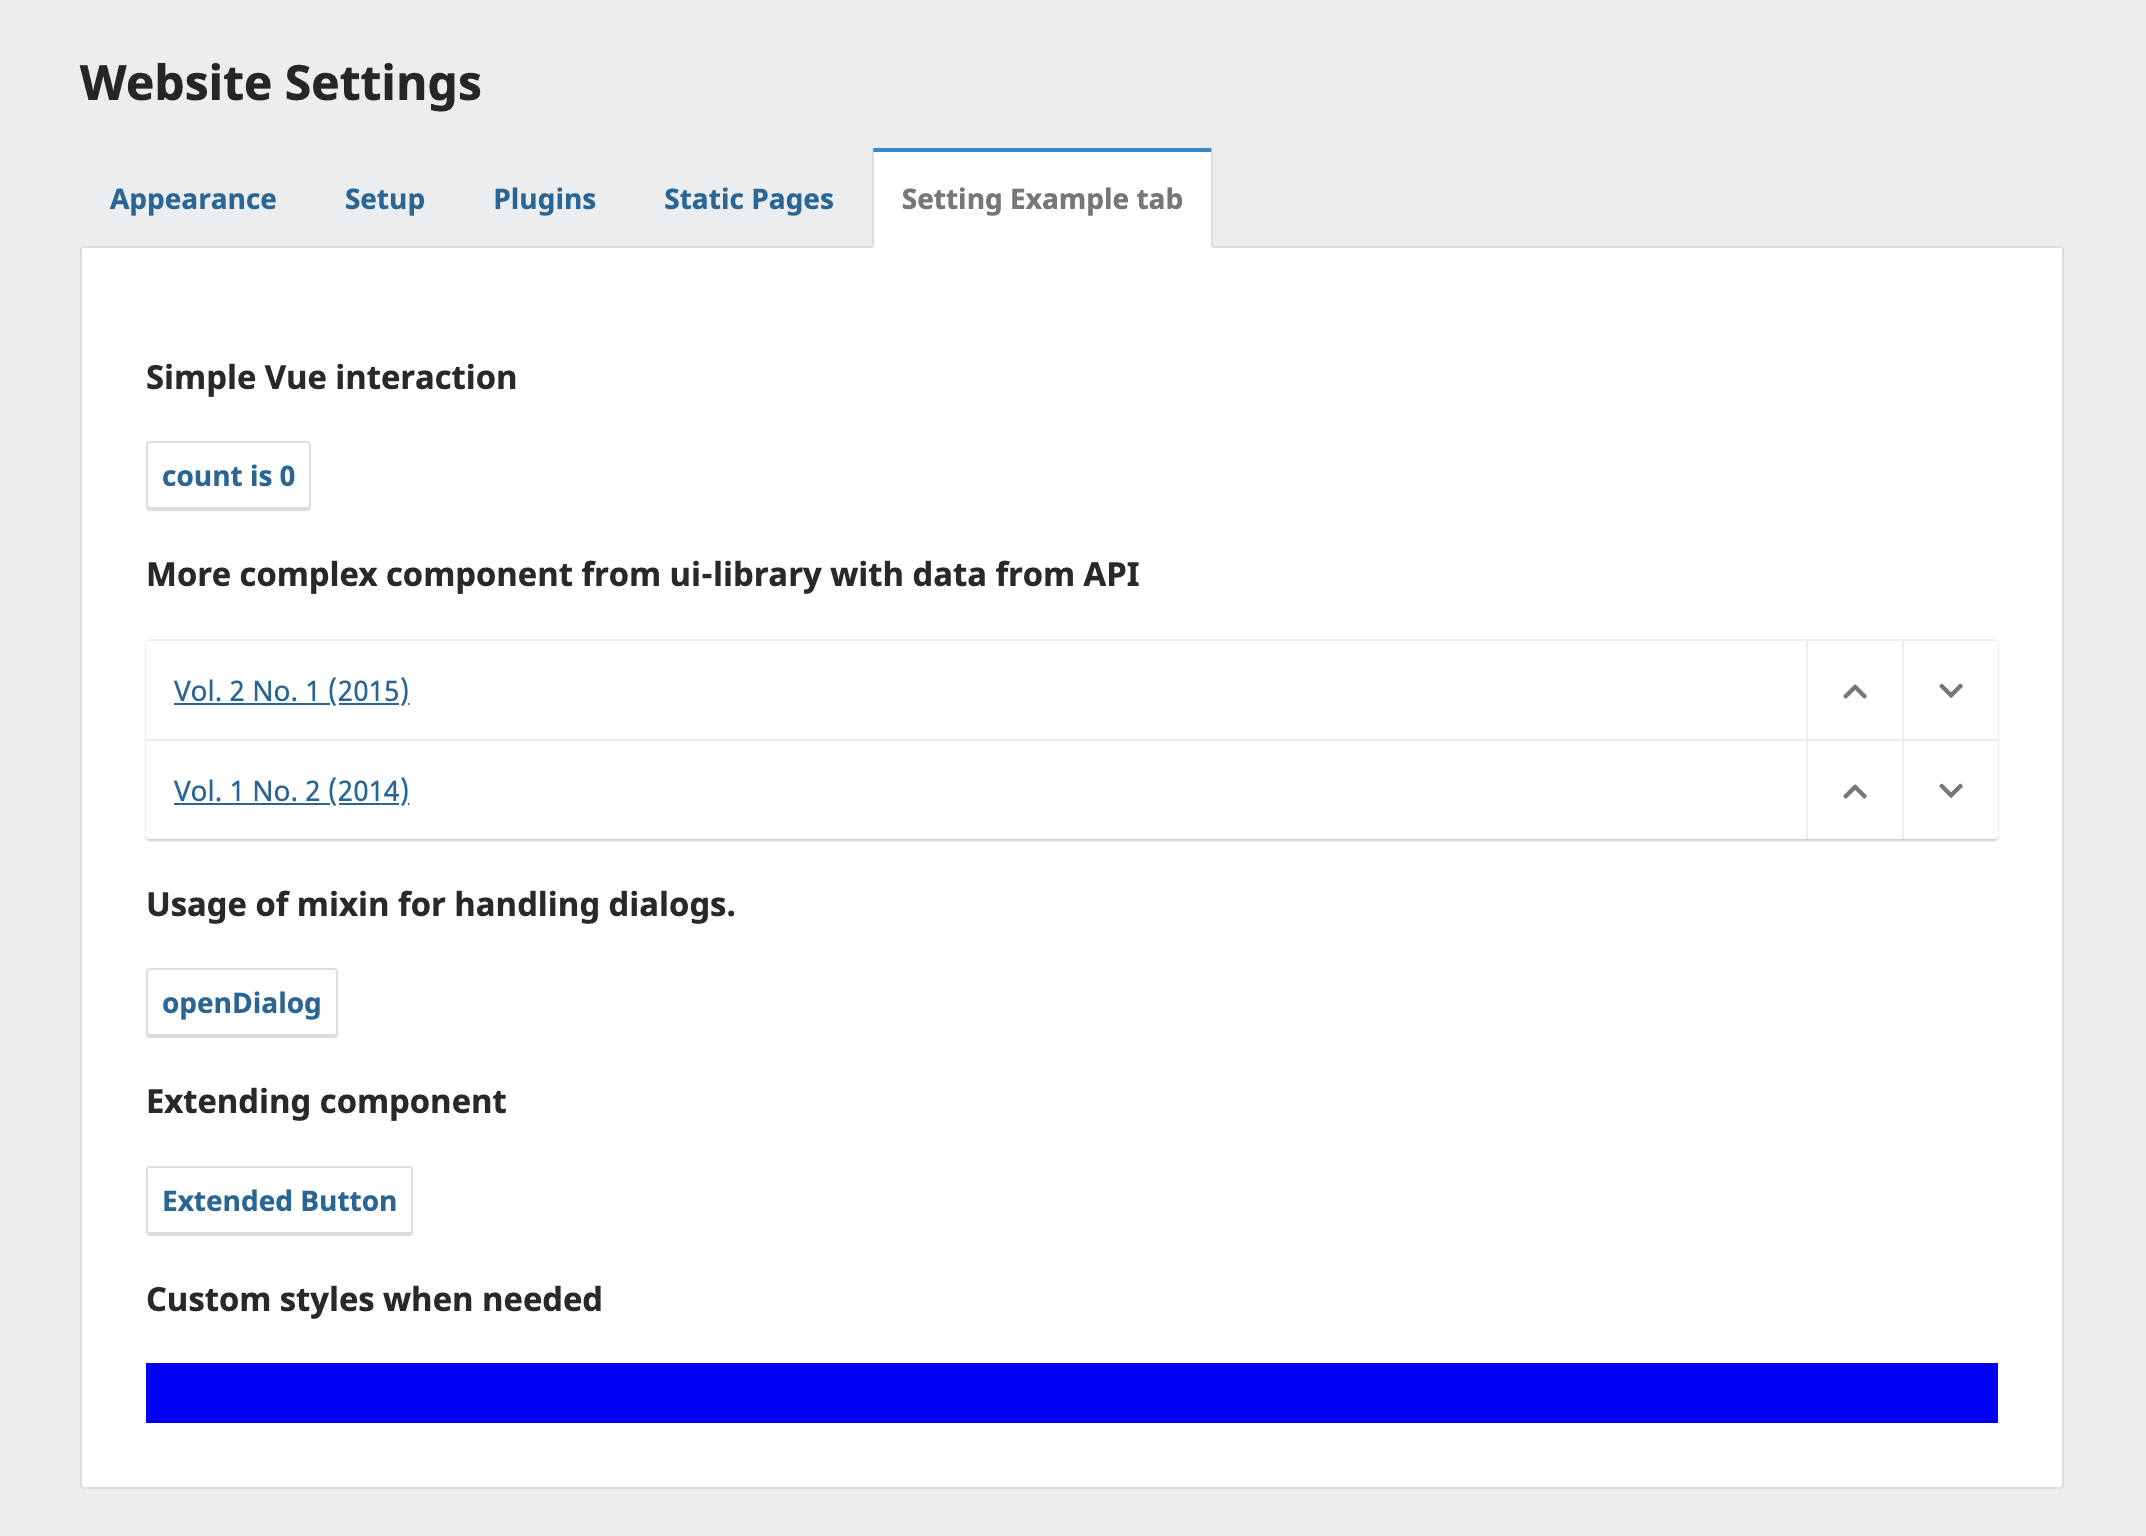 Website Settings
Appearance Setup Plugins Static Pages Setting Example tab
Simple Vue interaction
count is 0
More complex component from ui-library with data from API
Vol. 2 No. 1 (2015)
Vol. 1 No. 2 (2014)
Usage of mixin for handling dialogs.
openDialog
Extending component
Extended Button
Custom styles when needed